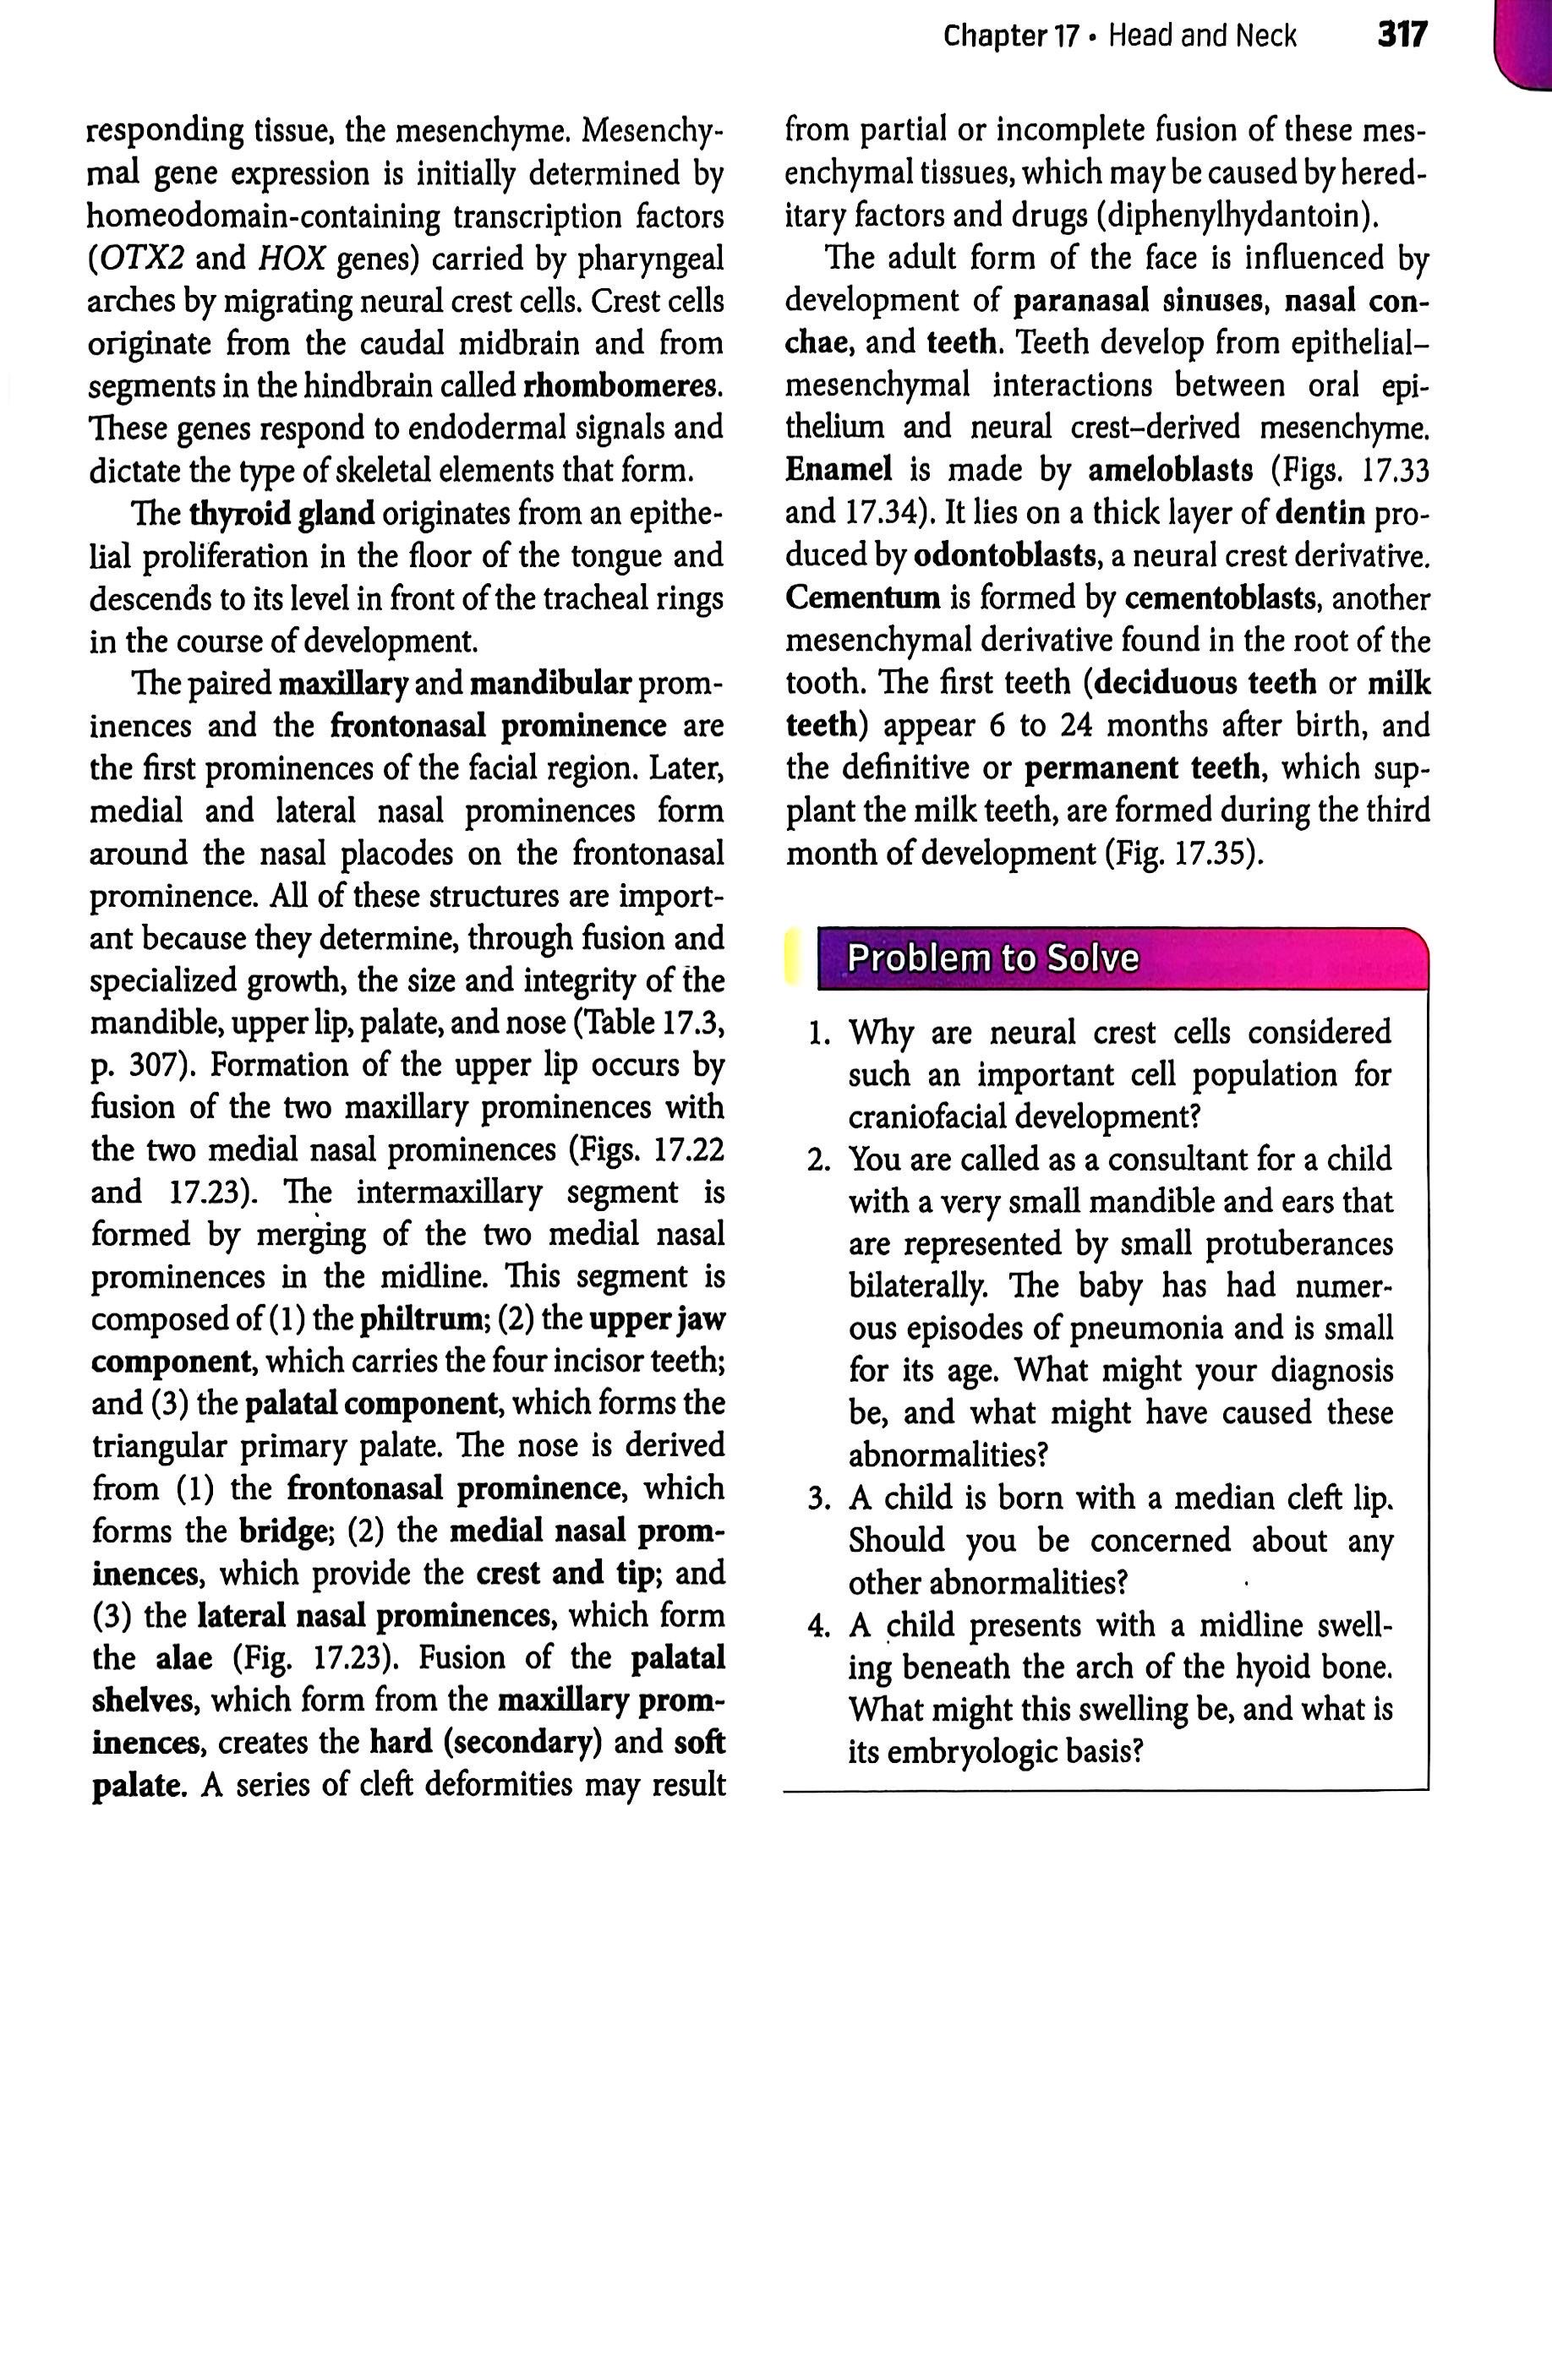 Chapter 17 • Head and Neck 317
responding tissue, the mesenchyme. Mesenchy-
mal gene expression is initially determined by
homeodomain-containing transcription factors
(OTX2 and HOX genes) carried by pharyngeal
arches by migrating neural crest cells. Crest cells
originate from the caudal midbrain and from
segments in the hindbrain called rhombomeres.
These genes respond to endodermal signals and
dictate the type of skeletal elements that form.
The thyroid gland originates from an epithe-
lial proliferation in the floor of the tongue and
descends to its level in front of the tracheal rings
in the course of development.
The paired maxillary and mandibular prom-
inences and the frontonasal prominence are
the first prominences of the facial region. Later,
medial and lateral nasal prominences form
around the nasal placodes on the frontonasal
prominence. All of these structures are import-
ant because they determine, through fusion and
specialized growth, the size and integrity of the
mandible, upper lip, palate, and nose (Table 17.3,
p. 307). Formation of the upper lip occurs by
fusion of the two maxillary prominences with
the two medial nasal prominences (Figs. 17.22
and 17.23). The intermaxillary segment is
formed by merging of the two medial nasal
prominences in the midline. This segment is
composed of (1) the philtrum; (2) the upper jaw
component, which carries the four incisor teeth;
and (3) the palatal component, which forms the
triangular primary palate. The nose is derived
from (1) the frontonasal prominence, which
forms the bridge; (2) the medial nasal prom-
inences, which provide the crest and tip; and
(3) the lateral nasal prominences, which form
the alae (Fig. 17.23). Fusion of the palatal
shelves, which form from the maxillary prom-
inences, creates the hard (secondary) and soft
palate. A series of cleft deformities may result
from partial or incomplete fusion of these mes-
enchymal tissues, which may be caused by hered-
itary factors and drugs (diphenylhydantoin).
The adult form of the face is influenced by
development of paranasal sinuses, nasal con-
chae, and teeth. Teeth develop from epithelial–
mesenchymal interactions between oral epi-
thelium and neural crest–derived mesenchyme.
Enamel is made by ameloblasts (Figs. 17.33
and 17.34). It lies on a thick layer of dentin pro-
duced by odontoblasts, a neural crest derivative.
Cementum is formed by cementoblasts, another
mesenchymal derivative found in the root of the
tooth. The first teeth (deciduous teeth or milk
teeth) appear 6 to 24 months after birth, and
the definitive or permanent teeth, which sup-
plant the milk teeth, are formed during the third
month of development (Fig. 17.35).
Problem to Solve
1. Why are neural crest cells considered
such an important cell population for
craniofacial development?
2. You are called as a consultant for a child
with a very small mandible and ears that
are represented by small protuberances
bilaterally. The baby has had numer-
ous episodes of pneumonia and is small
for its age. What might your diagnosis
be, and what might have caused these
abnormalities?
3. A child is born with a median cleft lip.
Should you be concerned about any
other abnormalities?
4. A child presents with a midline swell-
ing beneath the arch of the hyoid bone.
What might this swelling be, and what is
its embryologic basis?